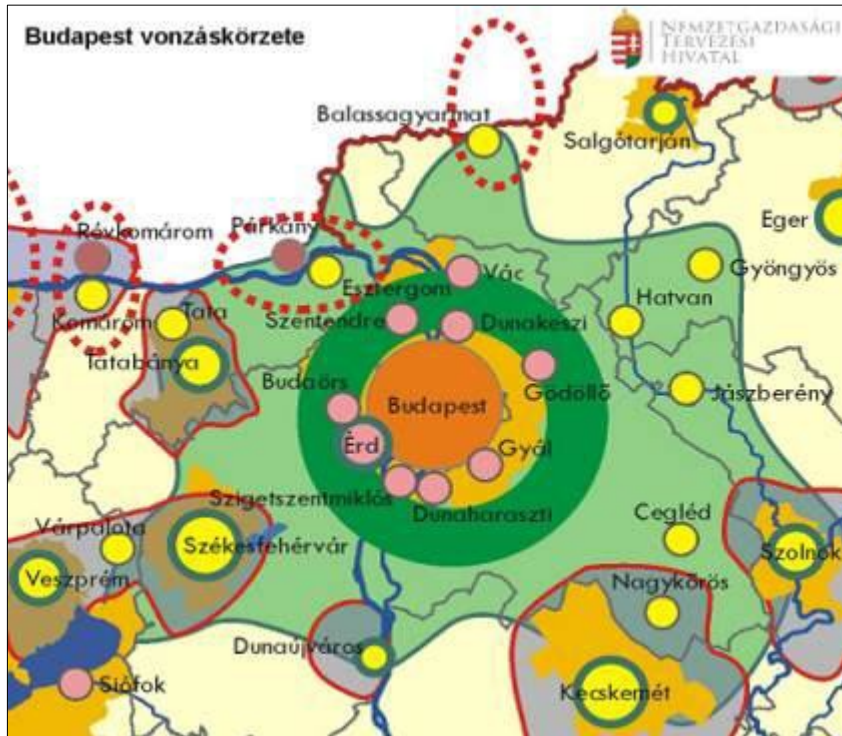 Budapest vonzáskörzete
NEMZETGAZDASÁGI
TERVEZÉSI
HIVATAL
Balassagyarmat
Salgótarján
Révkomárom
Párkány
Eger
Vác
Gyöngyös
Esztergom
Komárom
Tata
Szentendre
Dunakeszi
Hatvan
Tatabánya
Budaörs
Gödöllő
Budapest
Jászberény
Érd
Gyál
Szigetszentmiklós
Dunaharaszti
Várpalota
Cegléd
Székesfehérvár
Szolnok
Veszprém
Nagykőrös
Dunaújváros
Siófok
Kecskemét